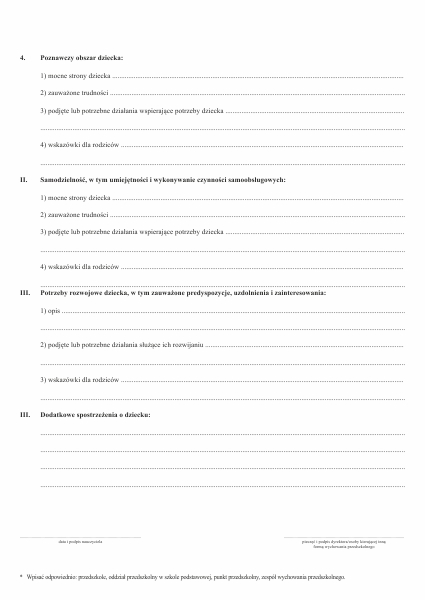 4. Poznawczy obszar dziecka:
1) mocne strony dziecka
2) zauważone trudności
3) podjęte lub potrzebne działania wspierające potrzeby dziecka
4) wskazówki dla rodziców
II. Samodzielność, w tym umiejętności i wykonywanie czynności samoobsługowych:
1) mocne strony dziecka
2) zauważone trudności
3) podjęte lub potrzebne działania wspierające potrzeby dziecka
4) wskazówki dla rodziców
III. Potrzeby rozwojowe dziecka, w tym zauważone predyspozycje, uzdolnienia i zainteresowania:
1) opis
2) podjęte lub potrzebne działania służące ich rozwijaniu
3) wskazówki dla rodziców
III. Dodatkowe spostrzeżenia o dziecku:
data i podpis nauczyciela
pieczęć i podpis dyrektora/osoby kierującej inną
formą wychowania przedszkolnego
* Wpisać odpowiednio: przedszkole, oddział przedszkolny w szkole podstawowej, punkt przedszkolny, zespół wychowania przedszkolnego.